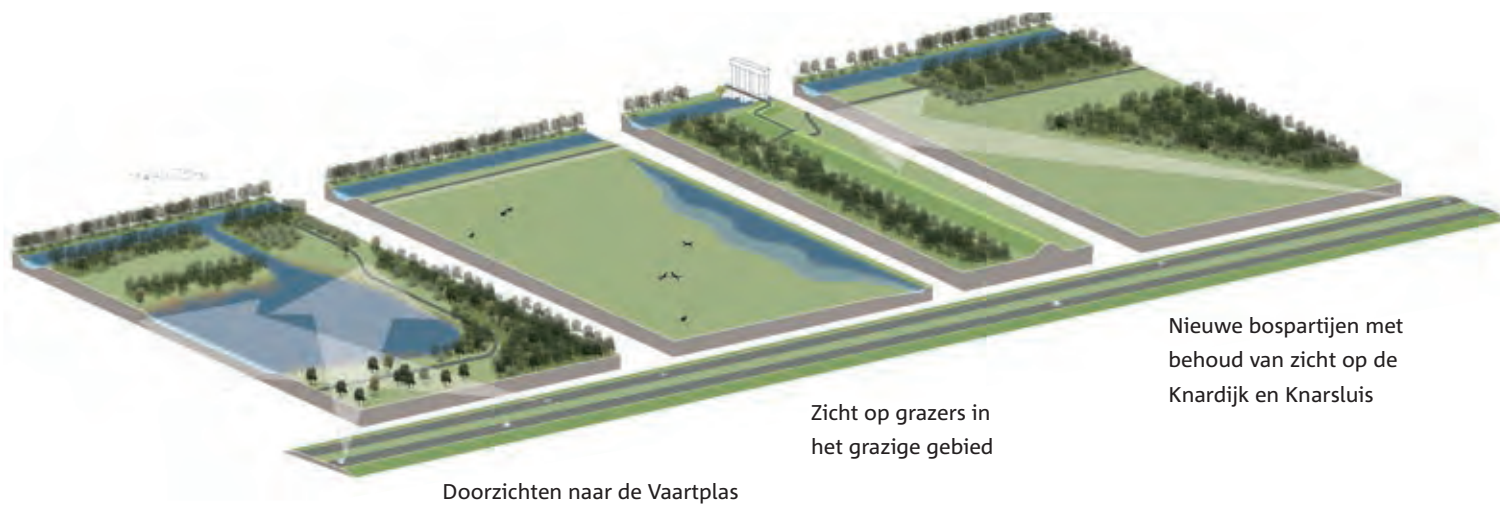 Nieuwe bospartijen met
behoud van zicht op de
Knardijk en Knarsluis
Zicht op grazers in
het grazige gebied
Doorzichten naar de Vaartplas